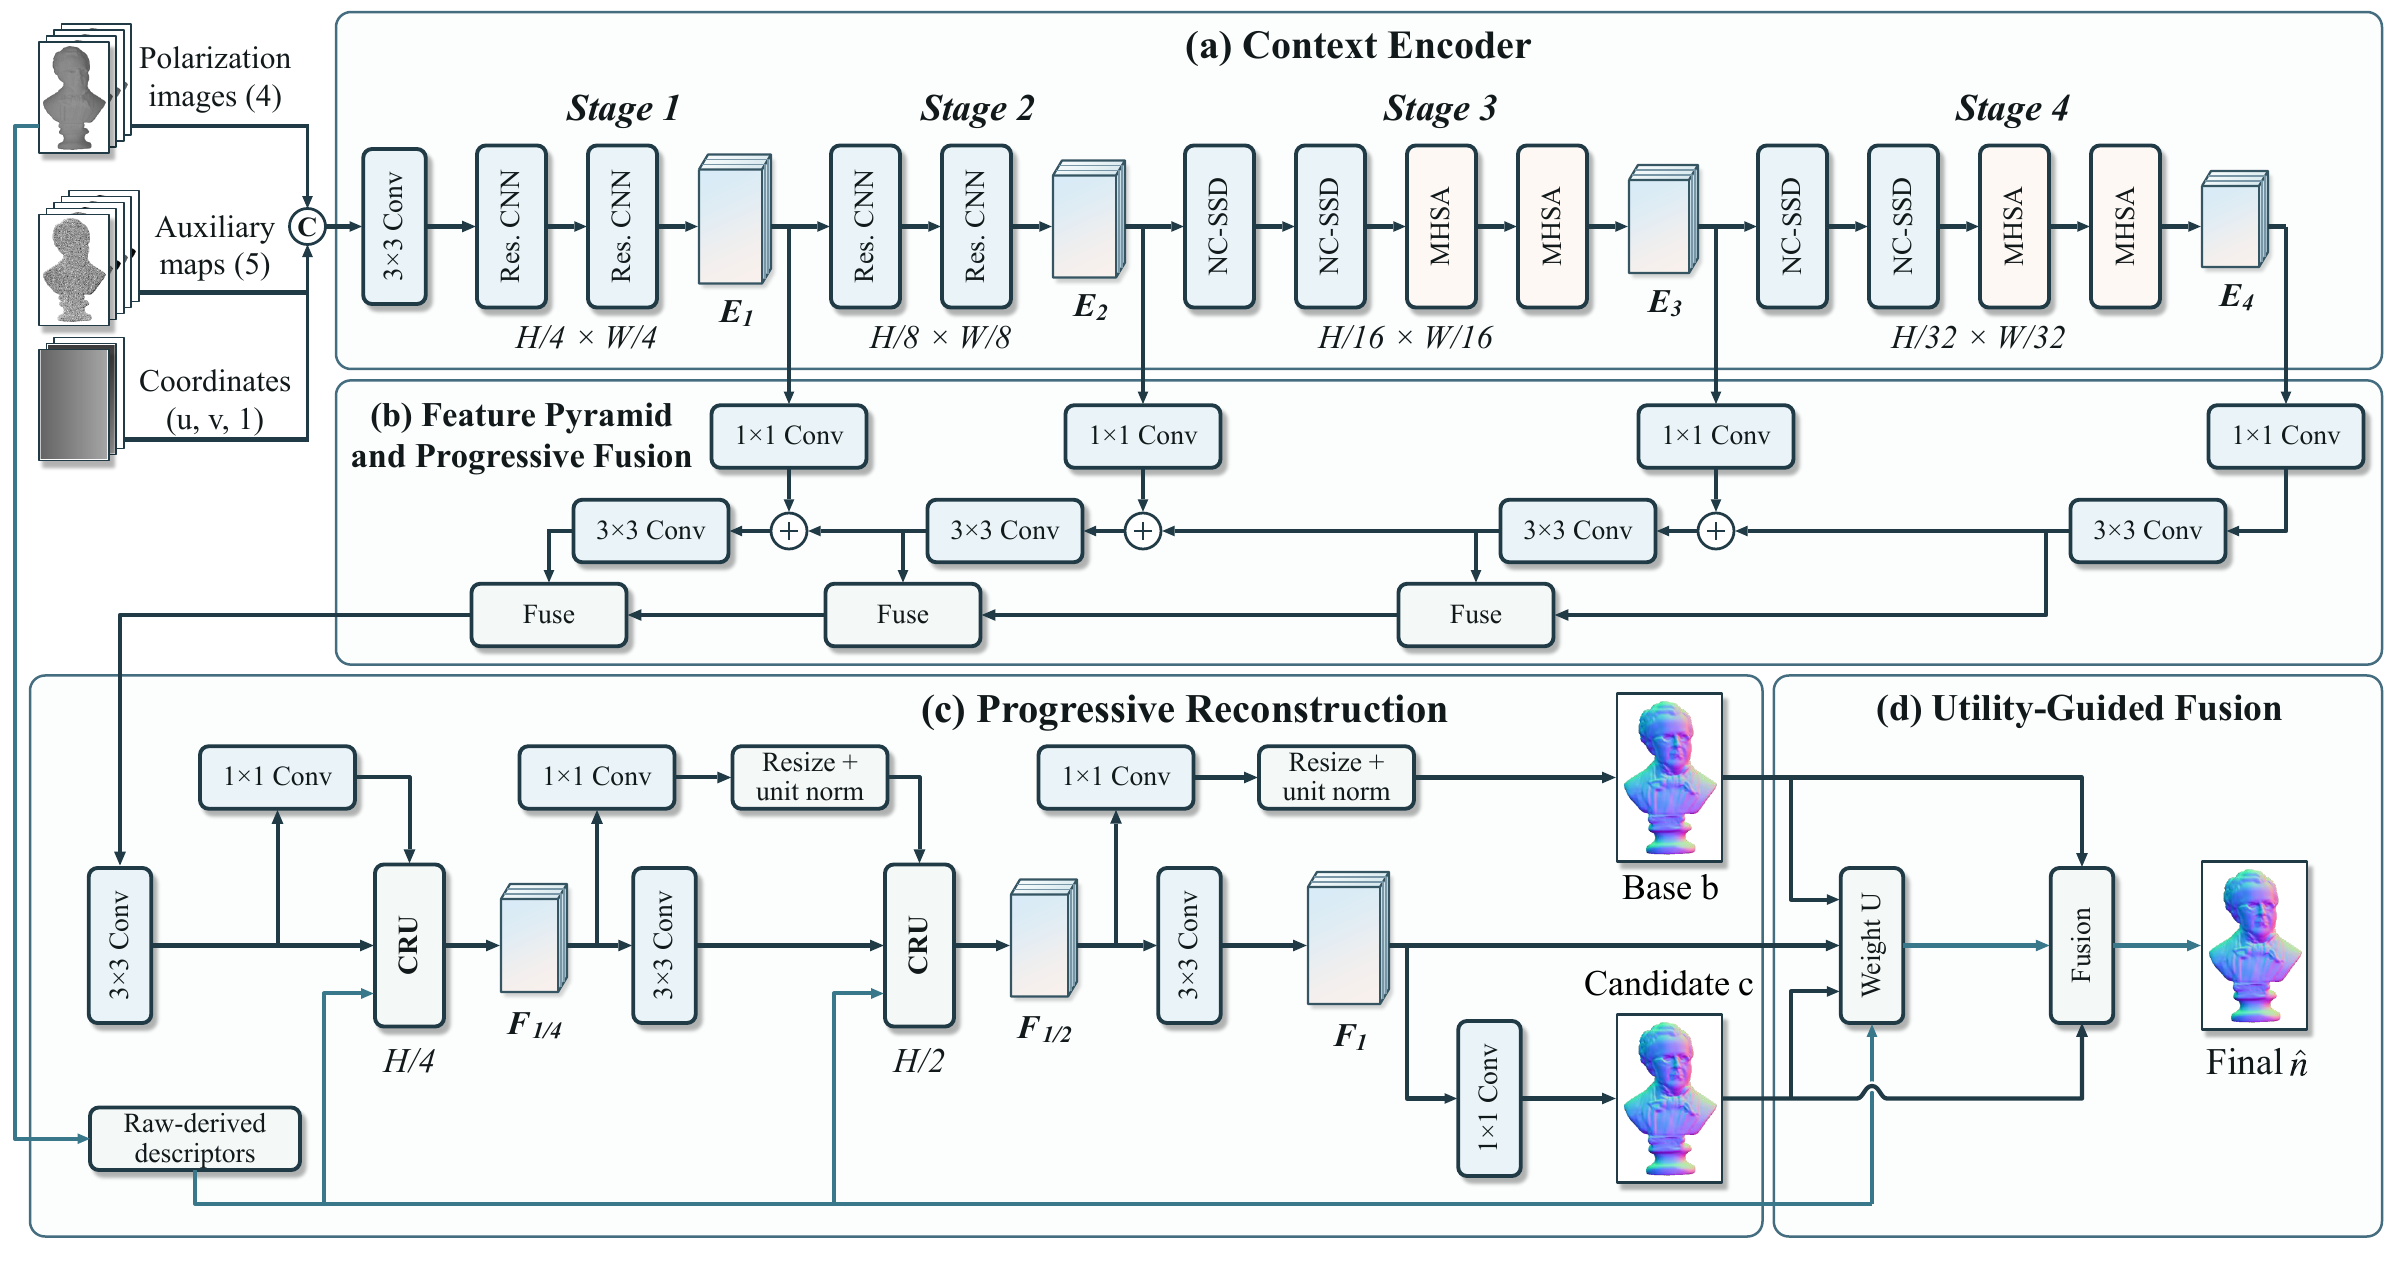 Polarization
images (4)
Auxiliary
maps (5)
Coordinates
(u, v, 1)
C
(a) Context Encoder
Stage 1
Stage 2
Stage 3
Stage 4
3×3 Conv
Res. CNN
Res. CNN
E1
Res. CNN
Res. CNN
E2
NC-SSD
NC-SSD
MHSA
MHSA
E3
NC-SSD
NC-SSD
MHSA
MHSA
E4
H/4 × W/4
H/8 × W/8
H/16 × W/16
H/32 × W/32
(b) Feature Pyramid
and Progressive Fusion
1×1 Conv
1×1 Conv
1×1 Conv
1×1 Conv
3×3 Conv
+
3×3 Conv
+
3×3 Conv
+
3×3 Conv
Fuse
Fuse
Fuse
(c) Progressive Reconstruction
1×1 Conv
1×1 Conv
Resize +
unit norm
1×1 Conv
Resize +
unit norm
Base b
3×3 Conv
CRU
H/4
F1/4
3×3 Conv
CRU
H/2
F1/2
3×3 Conv
F1
Candidate c
1×1 Conv
Raw-derived
descriptors
(d) Utility-Guided Fusion
Weight U
Fusion
Final n̂